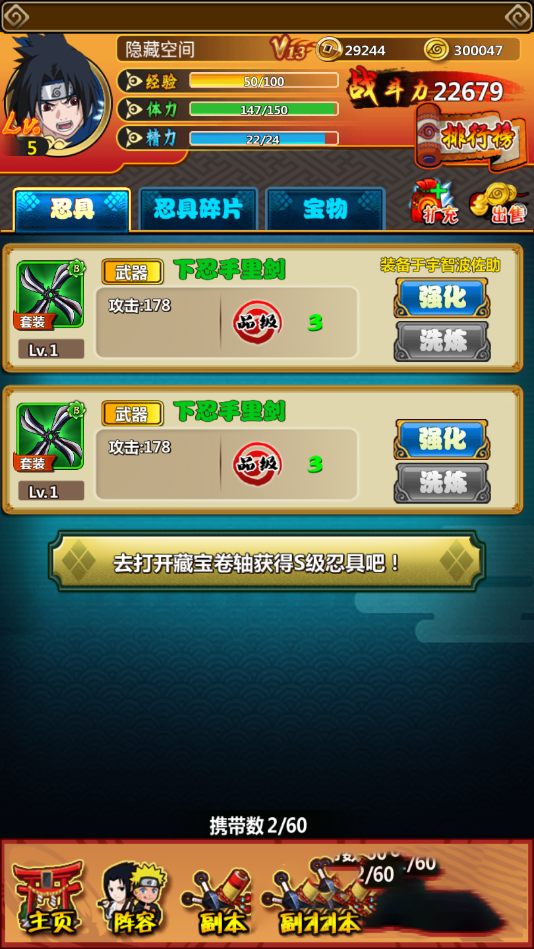 隐藏空间 V13 29244 300047
经验 50/100
体力 147/150
精力 22/24
战斗力 22679
Lv.
5
排行榜
忍具 忍具碎片 宝物 扩充 出售
武器 下忍手里剑 装备于宇智波佐助
B
攻击:178 品级 3 强化
套装
Lv.1 洗炼
武器 下忍手里剑
B
攻击:178 品级 3 强化
套装
Lv.1 洗炼
去打开藏宝卷轴获得S级忍具吧！
携带数 2/60
/60
2/60
主页 阵容 副本 副本